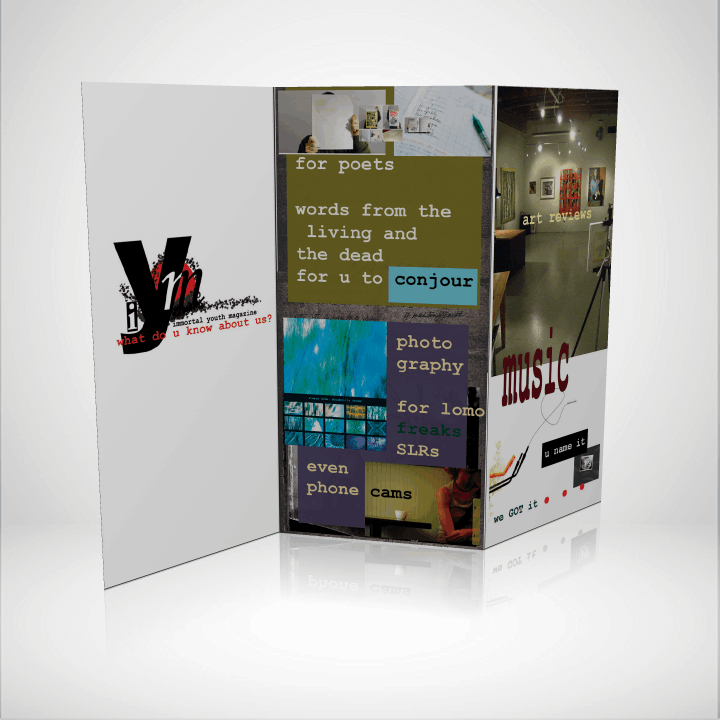 iym
immortal youth magazine
what do u know about us?
for poets
words from the
living and
the dead
for u to conjour
photo
graphy
for lomo
freaks
SLRs
even
phone cams
art reviews
music
u name it
we GOT it